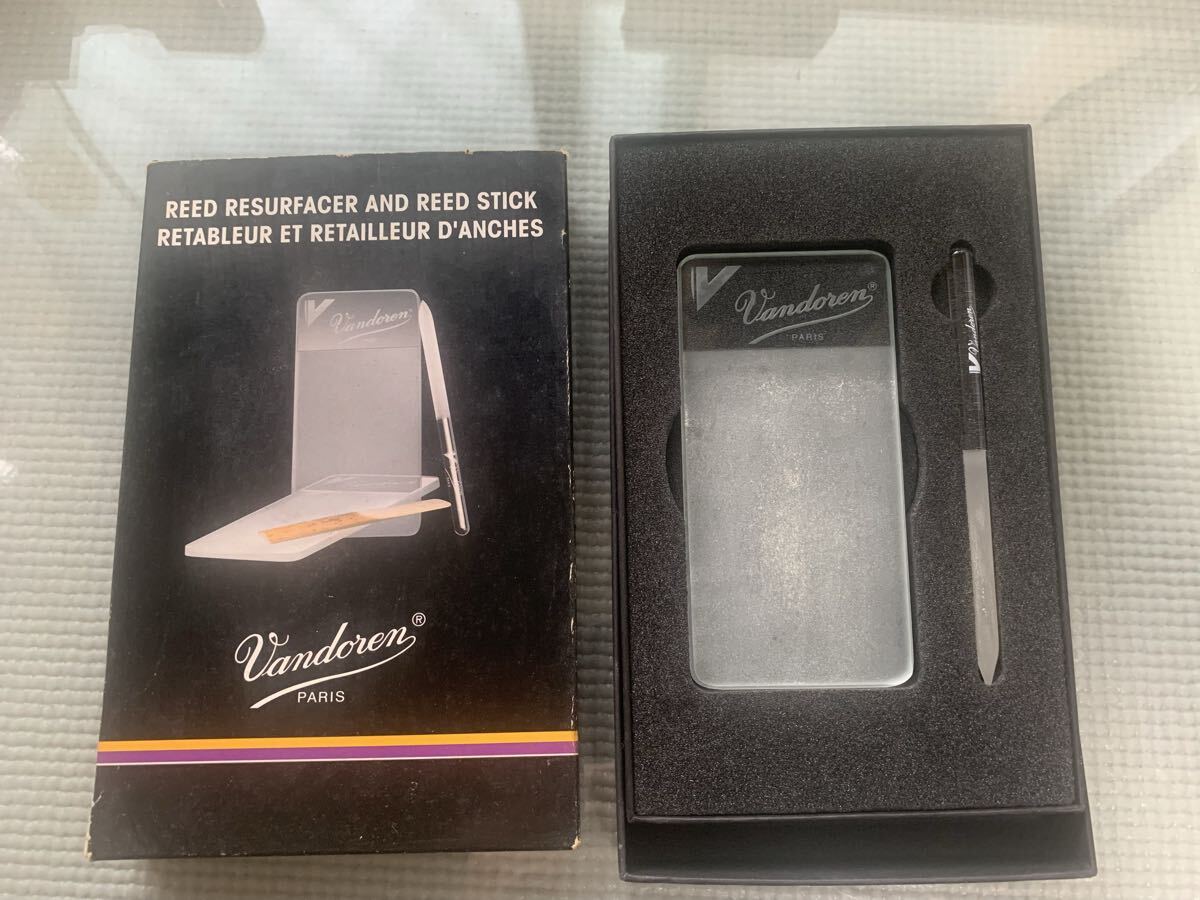 REED RESURFACER AND REED STICK
RETABLEUR ET RETAILLEUR D'ANCHES
Vandoren®
Vandoren®
PARIS
Vandoren®
PARIS
Vandoren